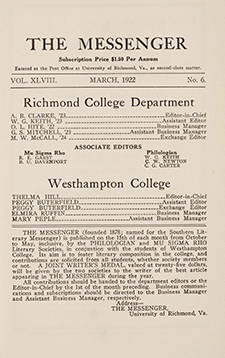 THE MESSENGER
Subscription Price $1.50 Per Annum
Entered at the Post Office at University of Richmond, Va., as second-class matter.
VOL. XLVIII. MARCH, 1922 No. 6.
Richmond College Department
A. B. CLARKE, '23 Editor-in-Chief
W. G. KEITH, '23 Assistant Editor
O. L. HITE, '22 Business Manager
G. S. MITCHELL, '23 Assistant Business Manager
M. W. McCALL, '24 Exchange Editor
ASSOCIATE EDITORS
Mu Sigma Rho Philologian
R. E. GARST W. G. KEITH
B. U. DAVENPORT C. W. NEWTON
C. C. CARTER
Westhampton College
THELMA HILL Editor-in-Chief
PEGGY BUTERFIELD Assistant Editor
PEGGY BUTERFIELD Exchange Editor
ELMIRA RUFFIN Business Manager
MARY PEPLE Assistant Business Manager
THE MESSENGER (founded 1878; named for the Southern Lit-
erary Messenger) is published on the 15th of each month from October
to May, inclusive, by the PHILOLOGIAN and MU SIGMA RHO
Literary Societies, in conjunction with the students of Westhampton
College. Its aim is to foster literary composition in the college, and
contributions are solicited from all students, whether society members
or not. A JOINT WRITER'S MEDAL, valued at twenty-five dollars,
will be given by the two societies to the writer of the best article
appearing in THE MESSENGER during the year.
All contributions should be handed to the department editors or the
Editor-in-Chief by the 1st of the month preceding. Business communi-
cations and subscriptions should be directed to the Business Manager
and Assistant Business Manager, respectively.
Address—
THE MESSENGER,
University of Richmond, Va.